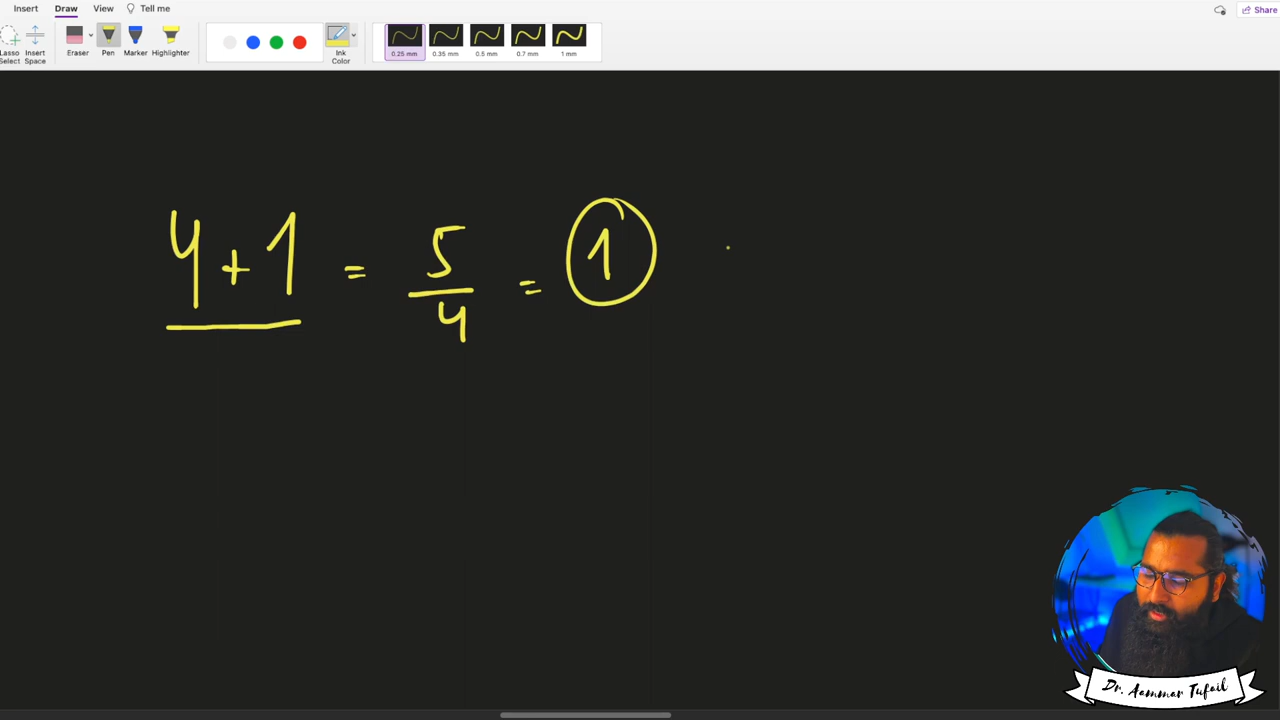 Insert Draw View Tell me
Share
Lasso Select
Insert Space
Eraser
Pen
Marker
Highlighter
Ink Color
0.25 mm
0.35 mm
0.5 mm
0.7 mm
1 mm
4 + 1 = 5/4 = 1
Dr. Aammar Tufail